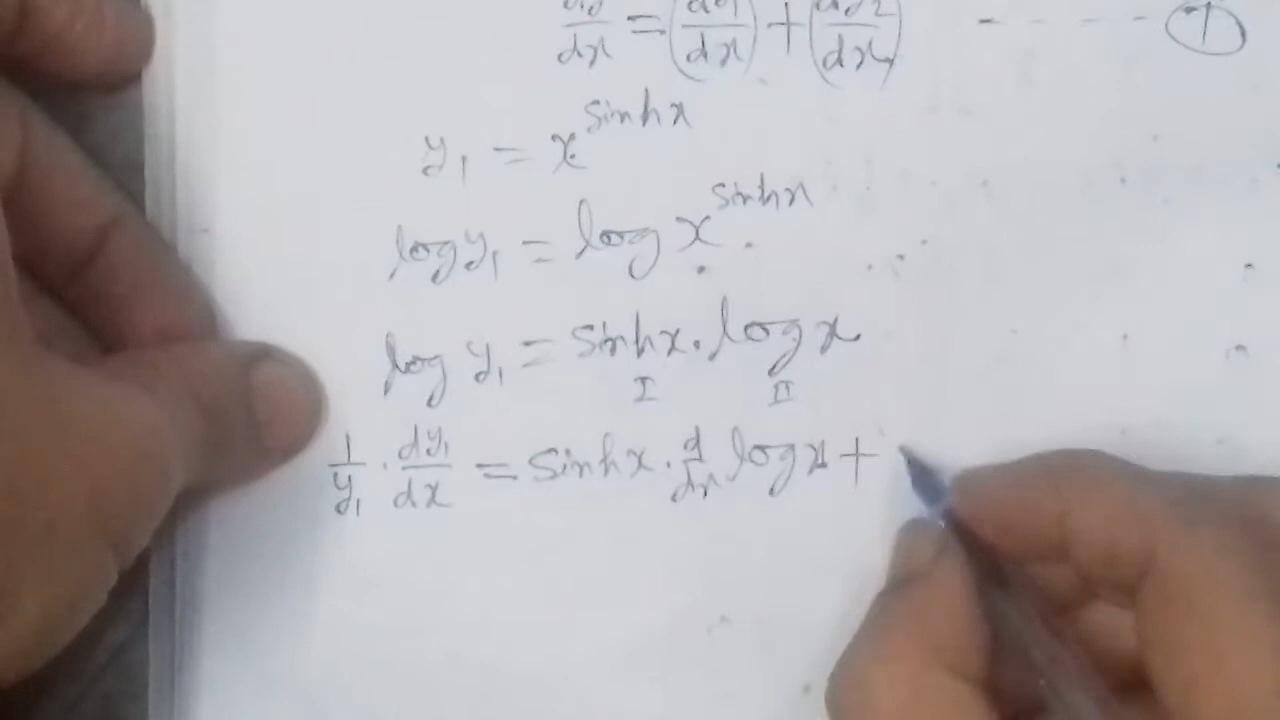 dy/dx = (dy1/dx) + (dy2/dx) - - - - - 1
y1 = x^sinhx
log y1 = log x^sinhx
log y1 = sinhx . log x
I II
1/y1 . dy1/dx = sinhx . d/dx log x +